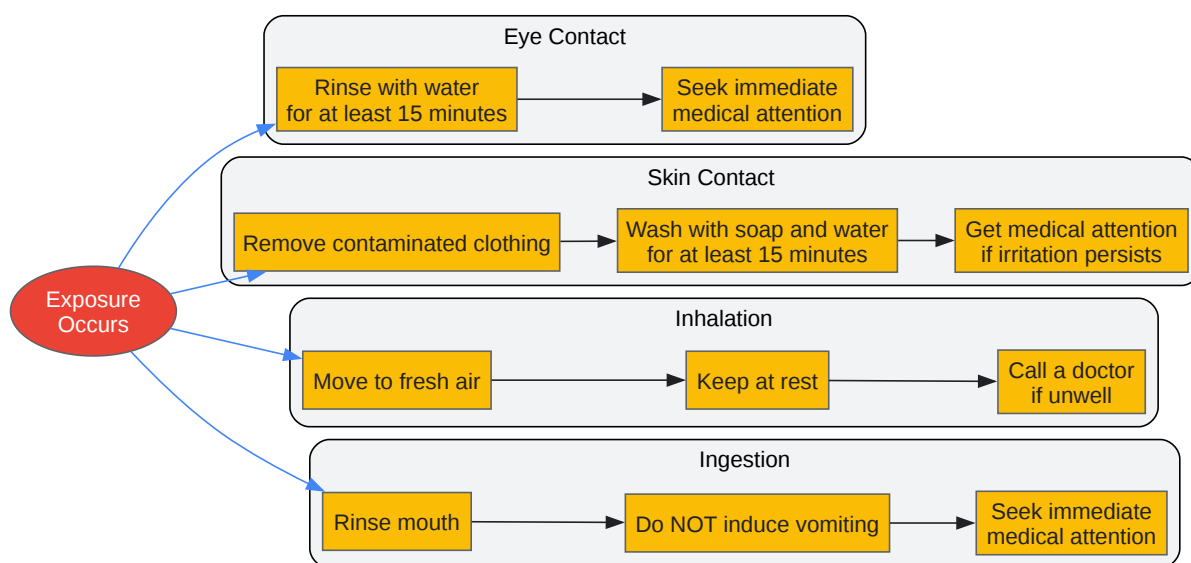 Eye Contact
Rinse with water
for at least 15 minutes
Seek immediate
medical attention
Skin Contact
Remove contaminated clothing
Wash with soap and water
for at least 15 minutes
Get medical attention
if irritation persists
Exposure
Occurs
Inhalation
Move to fresh air
Keep at rest
Call a doctor
if unwell
Ingestion
Rinse mouth
Do NOT induce vomiting
Seek immediate
medical attention